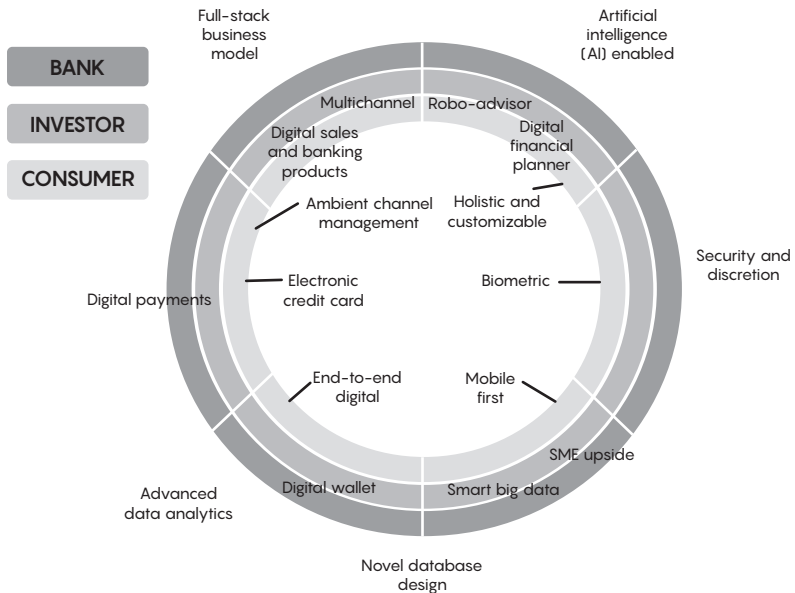 Full-stack
business
model
Artificial
intelligence
(AI) enabled
BANK
INVESTOR
CONSUMER
Multichannel
Robo-advisor
Digital sales
and banking
products
Digital
financial
planner
Ambient channel
management
Holistic and
customizable
Security and
discretion
Electronic
credit card
Biometric
Digital payments
End-to-end
digital
Mobile
first
SME upside
Digital wallet
Smart big data
Advanced
data analytics
Novel database
design